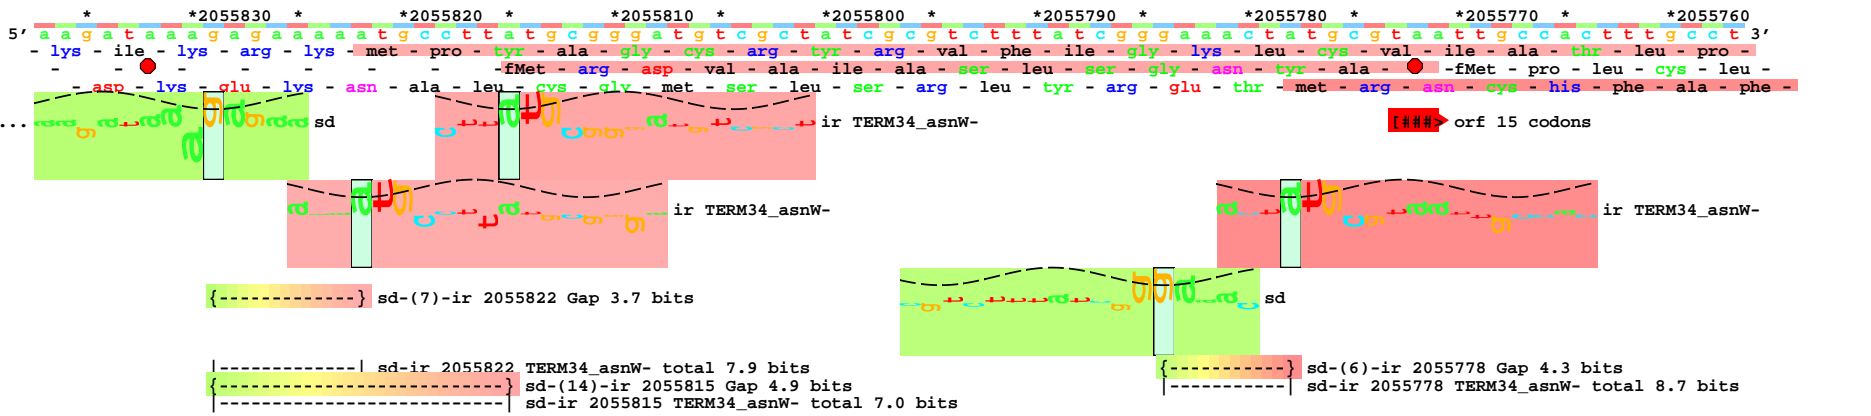 * *2055830 * *2055820 * *2055810 * *2055800 * *2055790 * *2055780 * *2055770 * *2055760
5' a a g a t a a a g a g a a a a a t g c c t t a t g c g g g a t g t c g c t a t c g c g t c t t t a t c g g g a a a c t a t g c g t a a t t g c c a c t t t g c c t 3'
- lys - ile - lys - arg - lys - met - pro - tyr - ala - gly - cys - arg - tyr - arg - val - phe - ile - gly - lys - leu - cys - val - ile - ala - thr - leu - pro -
- - - - - - - -fMet - arg - asp - val - ala - ile - ala - ser - leu - ser - gly - asn - tyr - ala - -fMet - pro - leu - cys - leu -
- asp - lys - glu - lys - asn - ala - leu - cys - gly - met - ser - leu - ser - arg - leu - tyr - arg - glu - thr - met - arg - asn - cys - his - phe - ala - phe -
... sd
ir TERM34_asnW-
[###> orf 15 codons
ir TERM34_asnW-
ir TERM34_asnW-
{--------------} sd-(7)-ir 2055822 Gap 3.7 bits
sd
|-------------| sd-ir 2055822 TERM34_asnW- total 7.9 bits
{-----------} sd-(6)-ir 2055778 Gap 4.3 bits
{---------------------------} sd-(14)-ir 2055815 Gap 4.9 bits
|-----------| sd-ir 2055778 TERM34_asnW- total 8.7 bits
|---------------------------| sd-ir 2055815 TERM34_asnW- total 7.0 bits